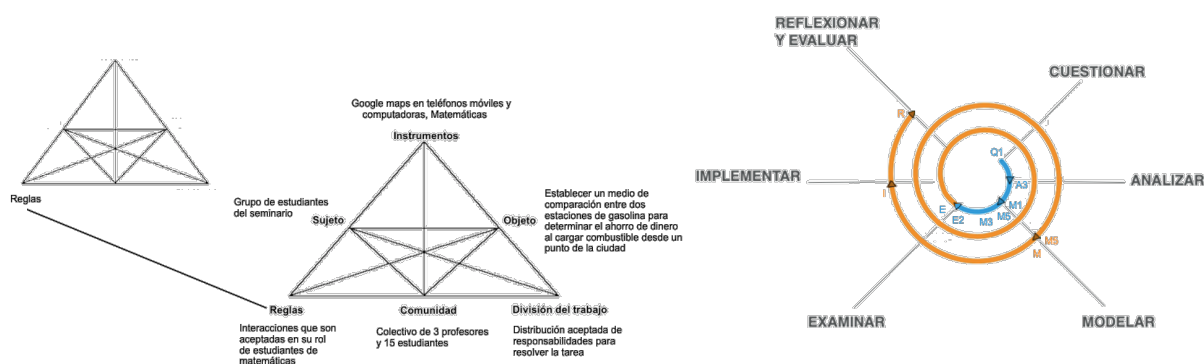 Reglas
Google maps en teléfonos móviles y
computadoras, Matemáticas
Instrumentos
Grupo de estudiantes
del seminario
Sujeto
Objeto
Establecer un medio de
comparación entre dos
estaciones de gasolina para
determinar el ahorro de dinero
al cargar combustible desde un
punto de la ciudad
Reglas
Comunidad
División del trabajo
Interacciones que son
aceptadas en su rol
de estudiantes de
matemáticas
Colectivo de 3 profesores
y 15 estudiantes
Distribución aceptada de
responsabilidades para
resolver la tarea
REFLEXIONAR
Y EVALUAR
CUESTIONAR
R
Q1
IMPLEMENTAR
I
A3
ANALIZAR
E
E2
M3
M5
M1
M5
M
EXAMINAR
MODELAR